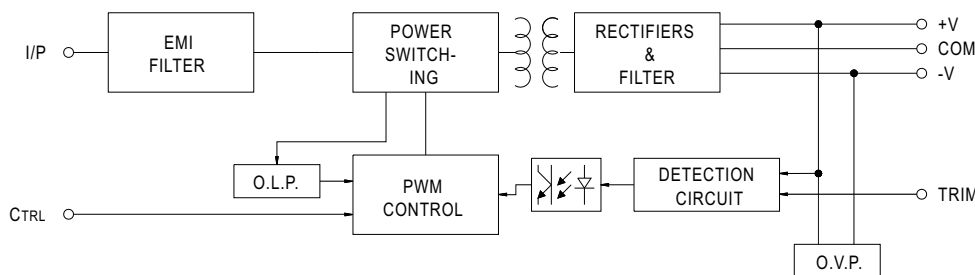 I/P
EMI
FILTER
POWER
SWITCH-
ING
RECTIFIERS
&
FILTER
+V
COM
-V
O.L.P.
PWM
CONTROL
DETECTION
CIRCUIT
TRIM
CTRL
O.V.P.